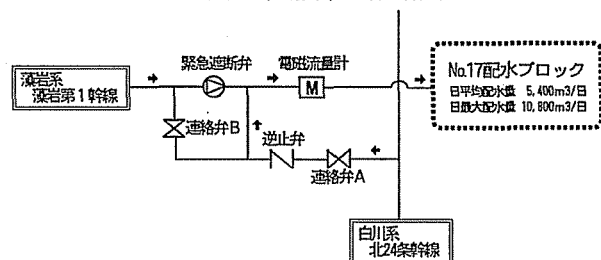 緊急遮断弁
電磁流量計
藻岩系
藻岩第1幹線
M
No.17配水ブロック
日平均配水量 5,400m3/日
日最大配水量 10,800m3/日
連絡弁B
逆止弁
連絡弁A
白川系
北24条幹線